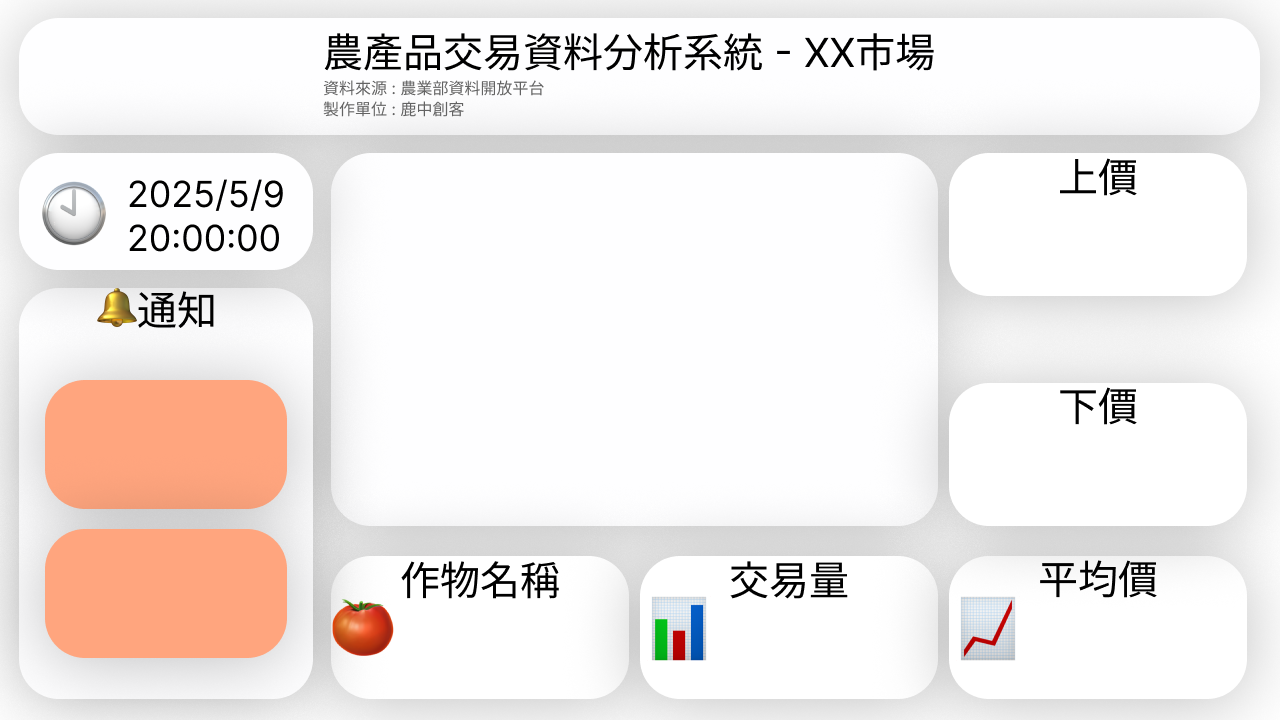 農產品交易資料分析系統 - XX市場
資料來源 : 農業部資料開放平台
製作單位 : 鹿中創客
2025/5/9
20:00:00
通知
上價
下價
作物名稱
交易量
平均價